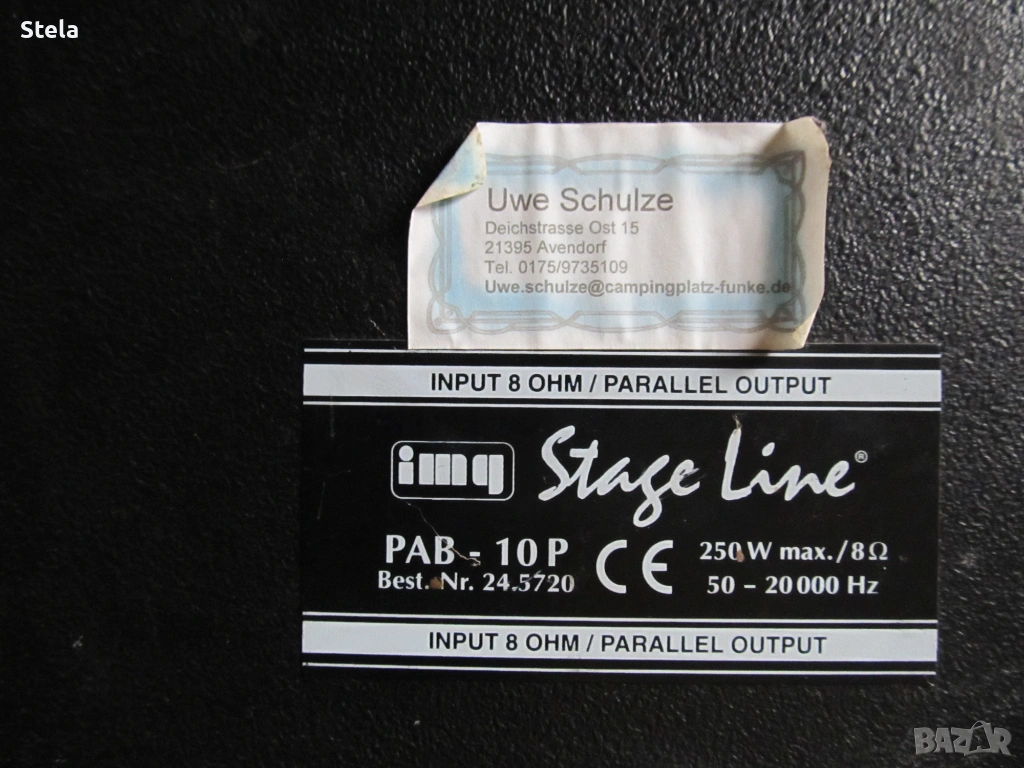 Stela
Uwe Schulze
Deichstrasse Ost 15
21395 Avendorf
Tel. 0175/9735109
Uwe.schulze@campingplatz-funke.de
INPUT 8 OHM / PARALLEL OUTPUT
img Stage Line®
PAB - 10 P CE 250 W max./8 Ω
Best. Nr. 24.5720 50 – 20 000 Hz
INPUT 8 OHM / PARALLEL OUTPUT
BAZAR